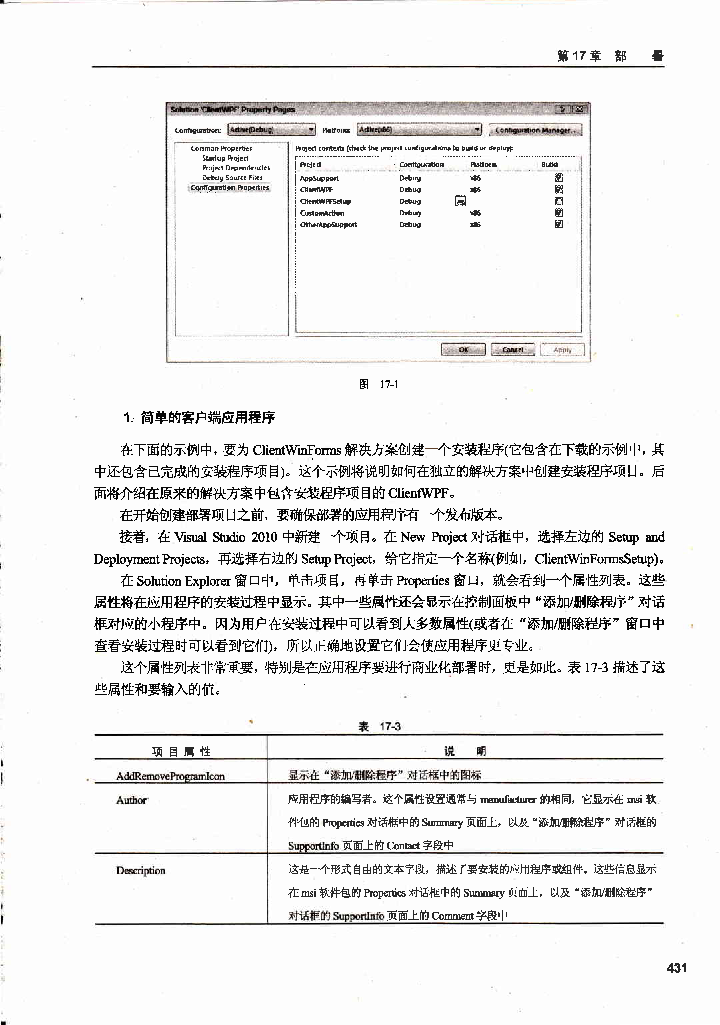 第 17 章 部 署
Solution 'ClientWPF' Property Pages
Configuration: Active(Debug) Platform: Active(x86) Configuration Manager...
Common Properties
Startup Project
Project Dependencies
Debug Source Files
Configuration Properties
Project contexts (check the project configurations to build or deploy):
Project Configuration Platform Build
AppSupport Debug x86
ClientWPF Debug x86
ClientWPFSetup Debug
CustomAction Debug x86
OtherAppSupport Debug x86
OK Cancel Apply
图 17-1
1. 简单的客户端应用程序
在下面的示例中，要为 ClientWinForms 解决方案创建一个安装程序(它包含在下载的示例中，其
中还包含已完成的安装程序项目)。这个示例将说明如何在独立的解决方案中创建安装程序项目。后
面将介绍在原来的解决方案中包含安装程序项目的 ClientWPF。
在开始创建部署项目之前，要确保部署的应用程序有一个发布版本。
接着，在 Visual Studio 2010 中新建一个项目。在 New Project 对话框中，选择左边的 Setup and
Deployment Projects，再选择右边的 Setup Project，给它指定一个名称(例如，ClientWinFormsSetup)。
在 Solution Explorer 窗口中，单击项目，再单击 Properties 窗口，就会看到一个属性列表。这些
属性将在应用程序的安装过程中显示。其中一些属性还会显示在控制面板中“添加/删除程序”对话
框对应的小程序中。因为用户在安装过程中可以看到大多数属性(或者在“添加/删除程序”窗口中
查看安装过程时可以看到它们)，所以正确地设置它们会使应用程序更专业。
这个属性列表非常重要，特别是在应用程序要进行商业化部署时，更是如此。表 17-3 描述了这
些属性和要输入的值。
表 17-3
项 目 属 性 说 明
AddRemoveProgramIcon 显示在“添加/删除程序”对话框中的图标
Author 应用程序的编写者。这个属性设置通常与 manufacturer 的相同，它显示在 msi 软
件包的 Properties 对话框中的 Summary 页面上，以及“添加/删除程序”对话框的
SupportInfo 页面上的 Contact 字段中
Description 这是一个形式自由的文本字段，描述了要安装的应用程序或组件。这些信息显示
在 msi 软件包的 Properties 对话框中的 Summary 页面上，以及“添加/删除程序”
对话框的 SupportInfo 页面上的 Comment 字段中
431